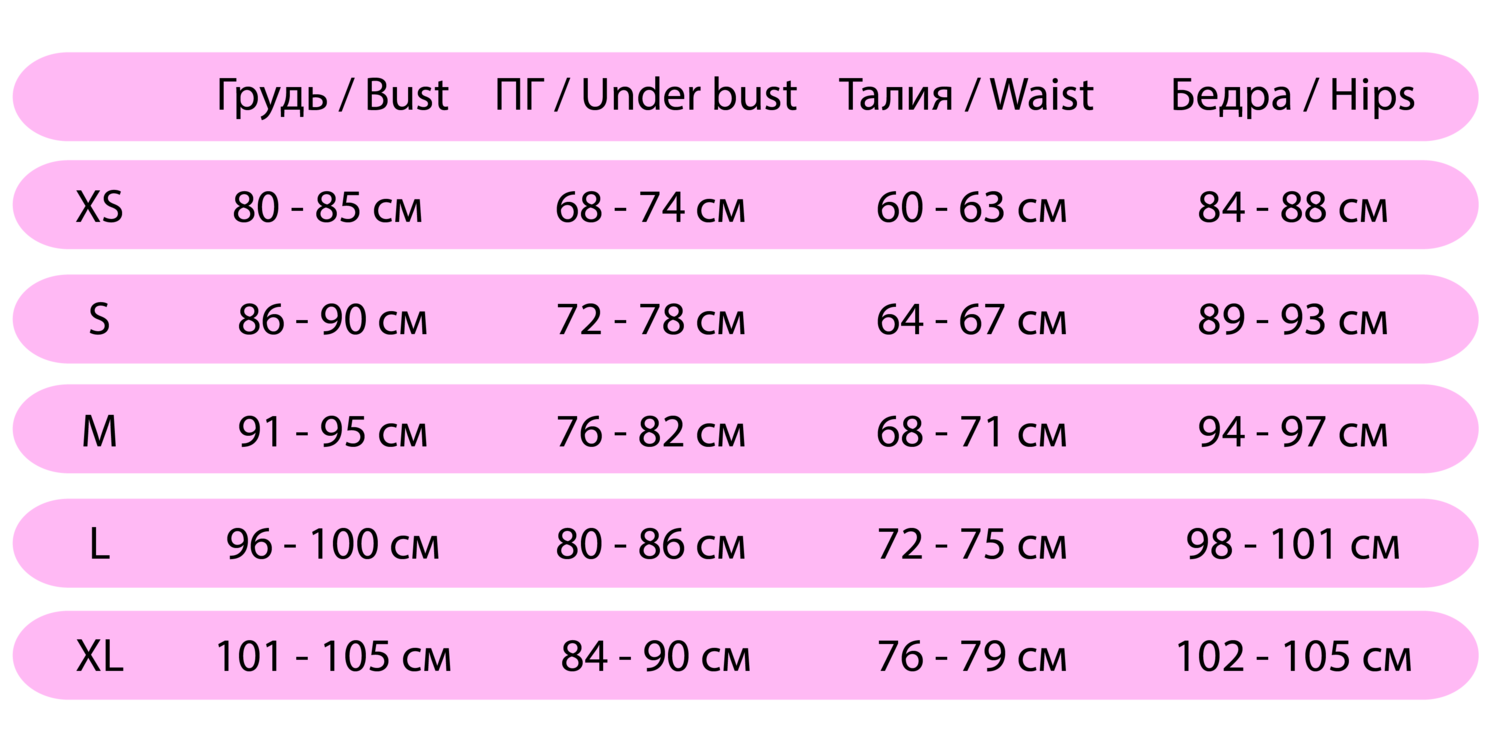 Грудь / Bust ПГ / Under bust Талия / Waist Бедра / Hips
XS 80 - 85 см 68 - 74 см 60 - 63 см 84 - 88 см
S 86 - 90 см 72 - 78 см 64 - 67 см 89 - 93 см
M 91 - 95 см 76 - 82 см 68 - 71 см 94 - 97 см
L 96 - 100 см 80 - 86 см 72 - 75 см 98 - 101 см
XL 101 - 105 см 84 - 90 см 76 - 79 см 102 - 105 см